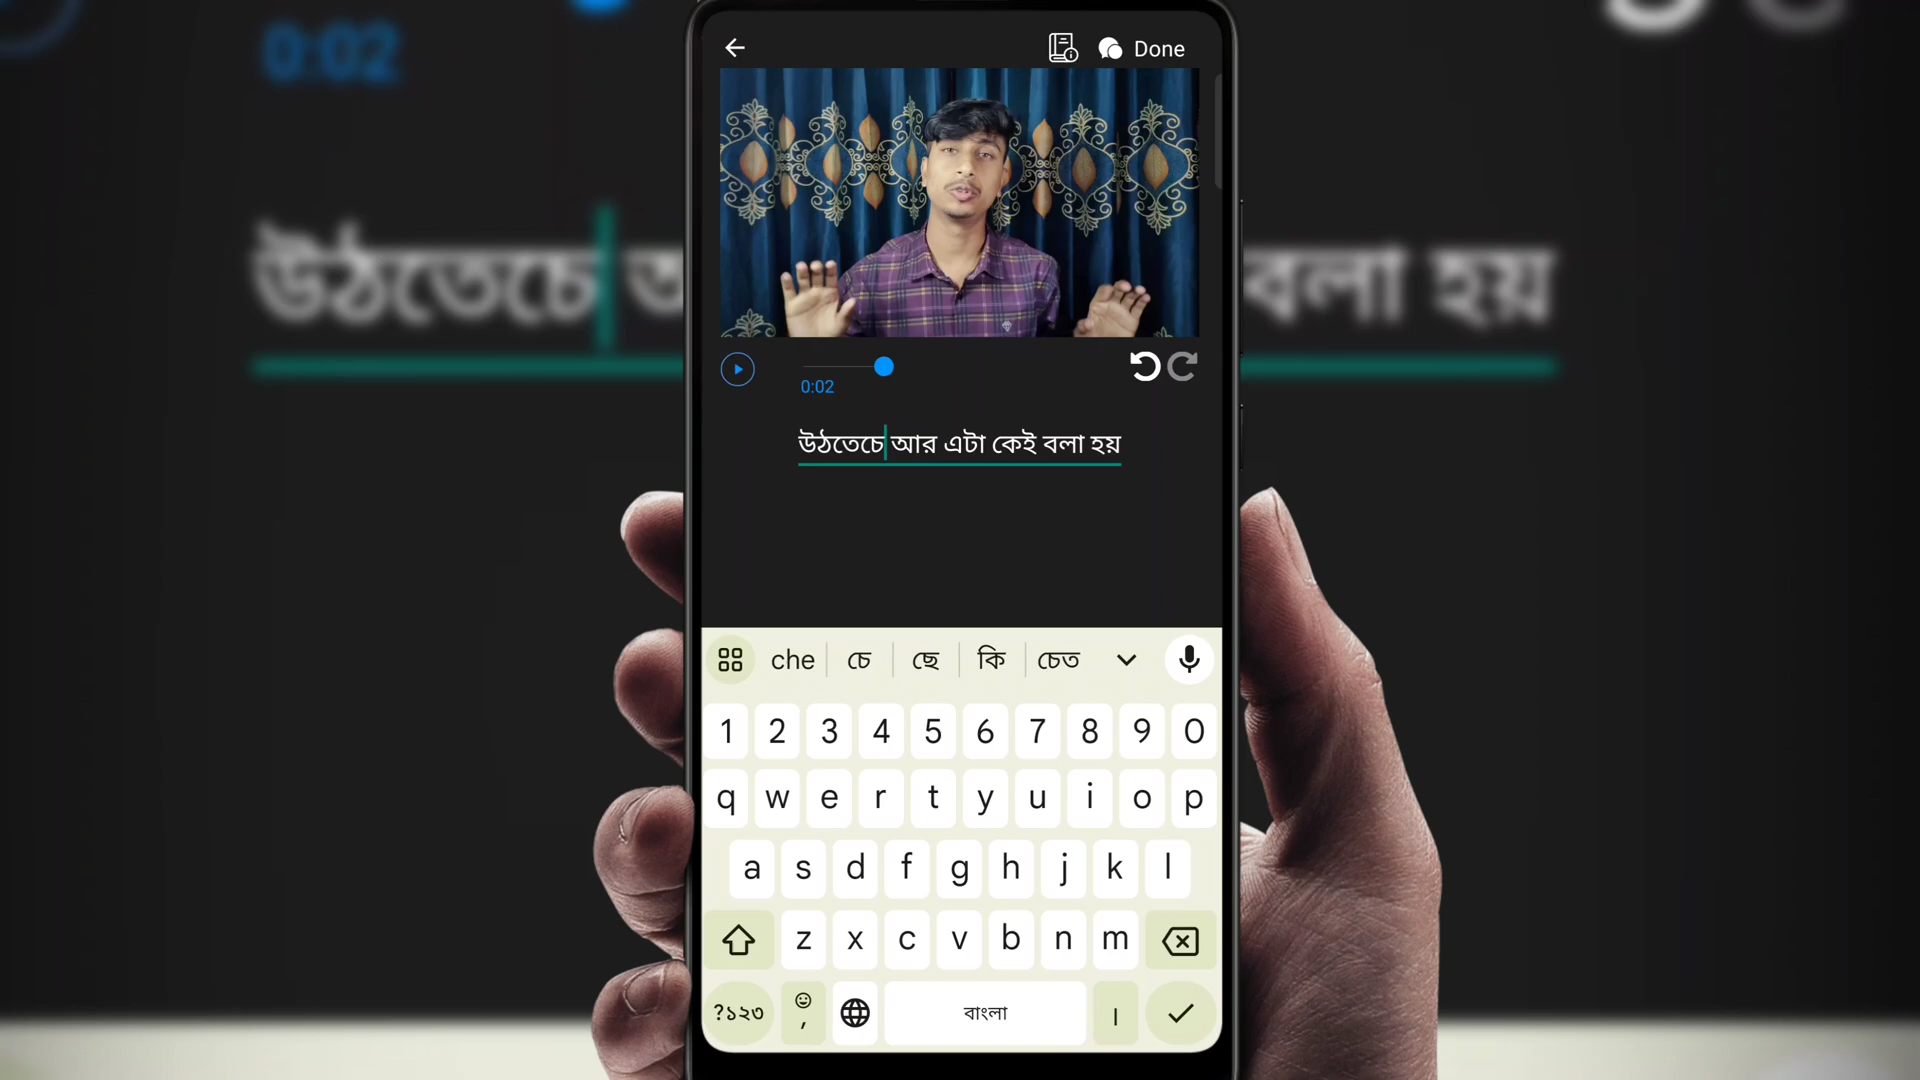 0:02
Done
0:02
উঠতেচে
বলা হয়
উঠতেচে আর এটা কেই বলা হয়
che চে ছে কি চেত
1 2 3 4 5 6 7 8 9 0
q w e r t y u i o p
a s d f g h j k l
z x c v b n m
?১২৩ , বাংলা ।